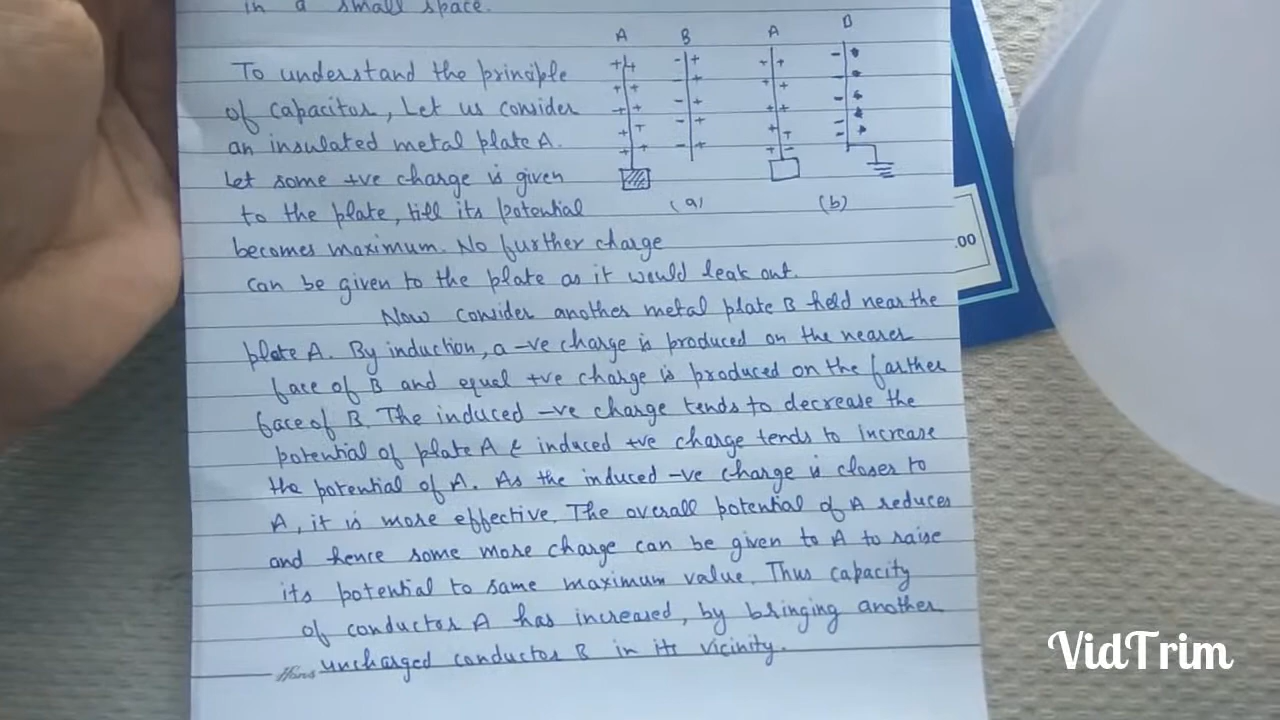 in a small space.
A B A B
To understand the principle
of capacitor, Let us consider
an insulated metal plate A.
Let some +ve charge is given
to the plate, till its potential
(a) (b)
becomes maximum. No further charge
.00
can be given to the plate as it would leak out.
Now consider another metal plate B held near the
plate A. By induction, a -ve charge is produced on the nearer
face of B and equal +ve charge is produced on the farther
face of B. The induced -ve charge tends to decrease the
potential of plate A & induced +ve charge tends to increase
the potential of A. As the induced -ve charge is closer to
A, it is more effective. The overall potential of A reduces
and hence some more charge can be given to A to raise
its potential to same maximum value. Thus capacity
of conductor A has increased, by bringing another
uncharged conductor B in its vicinity.
VidTrim